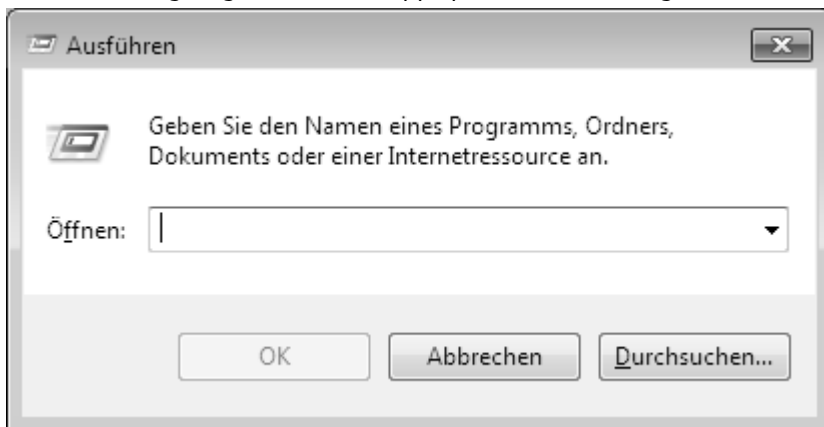 Ausführen
Geben Sie den Namen eines Programms, Ordners,
Dokuments oder einer Internetressource an.
Öffnen:
OK Abbrechen Durchsuchen...